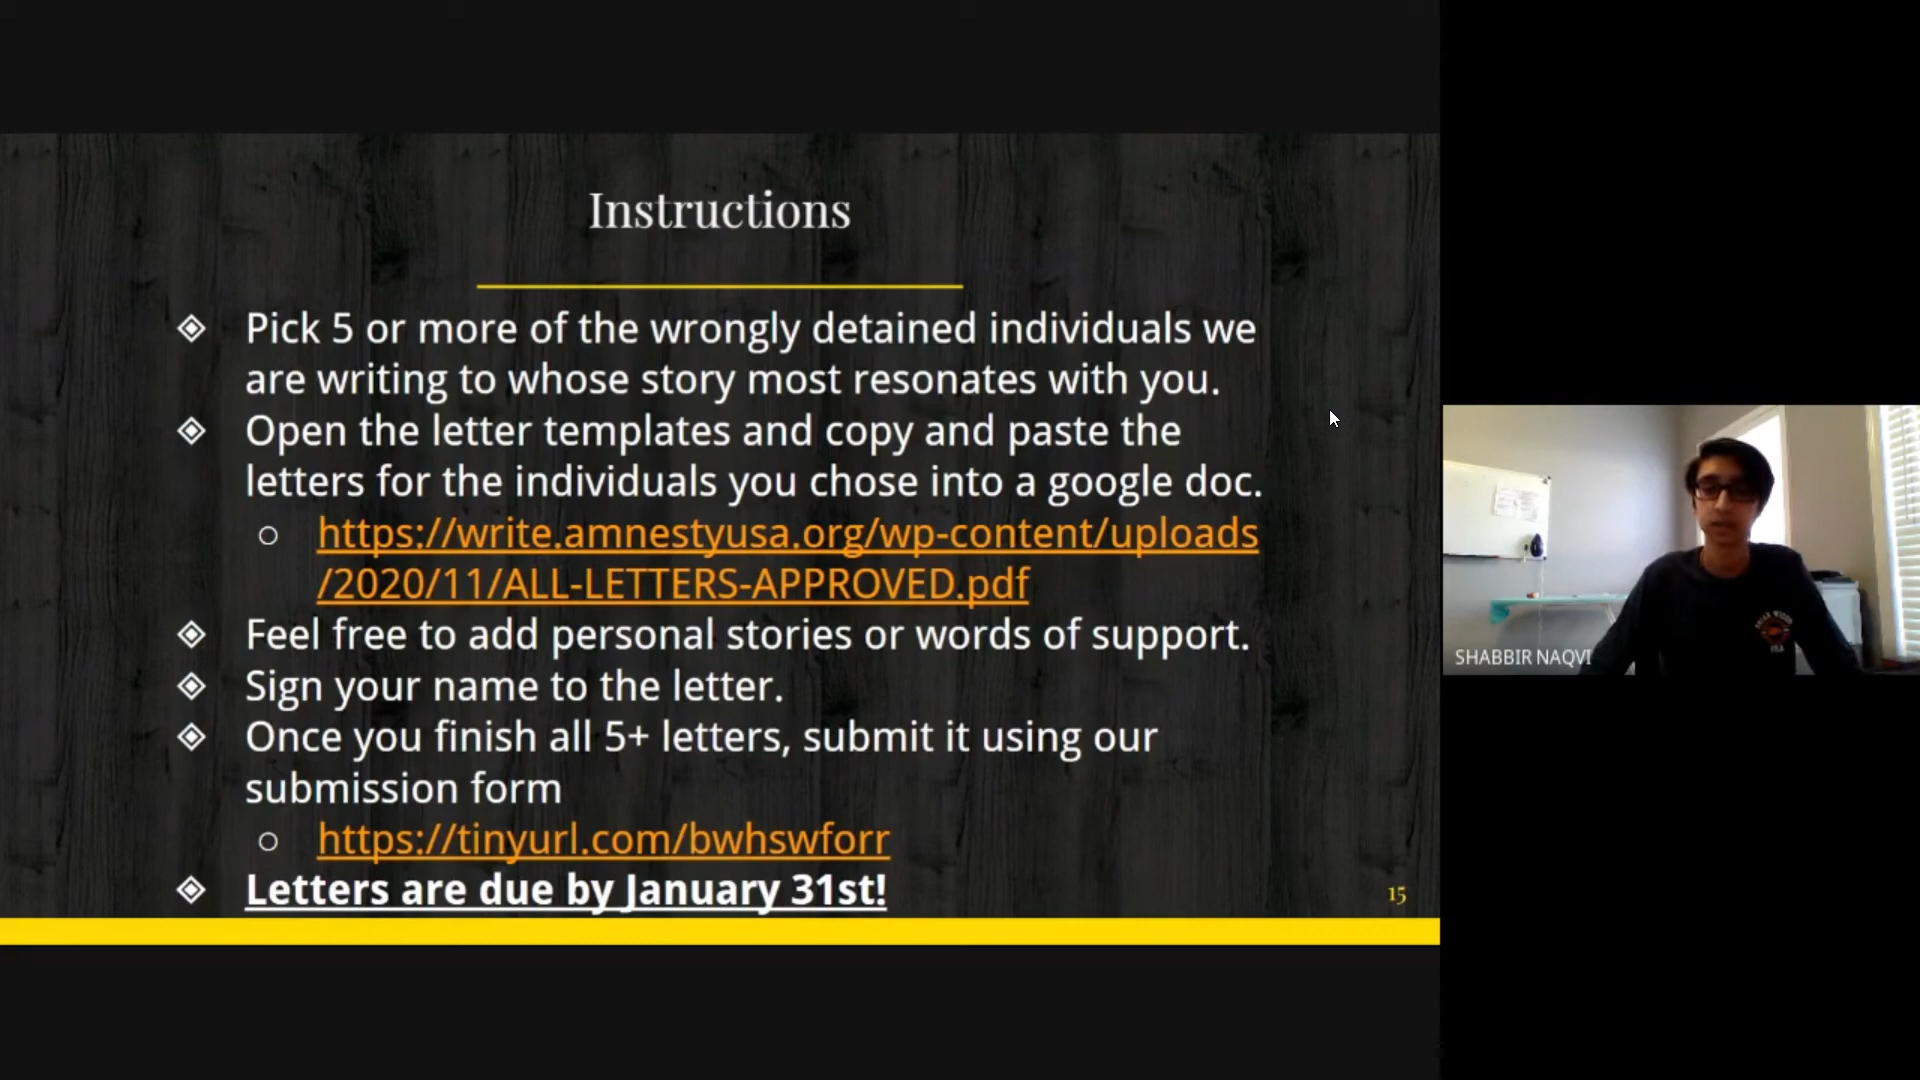 Instructions
Pick 5 or more of the wrongly detained individuals we
are writing to whose story most resonates with you.
Open the letter templates and copy and paste the
letters for the individuals you chose into a google doc.
https://write.amnestyusa.org/wp-content/uploads
/2020/11/ALL-LETTERS-APPROVED.pdf
Feel free to add personal stories or words of support.
Sign your name to the letter.
Once you finish all 5+ letters, submit it using our
submission form
https://tinyurl.com/bwhswforr
Letters are due by January 31st!
15
SHABBIR NAQVI